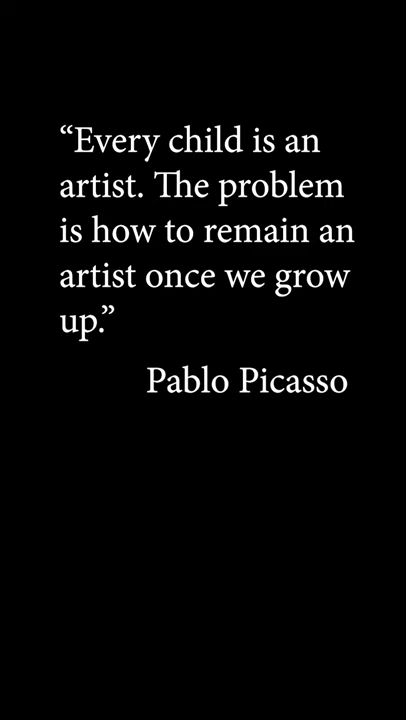 “Every child is an
artist. The problem
is how to remain an
artist once we grow
up.”
Pablo Picasso